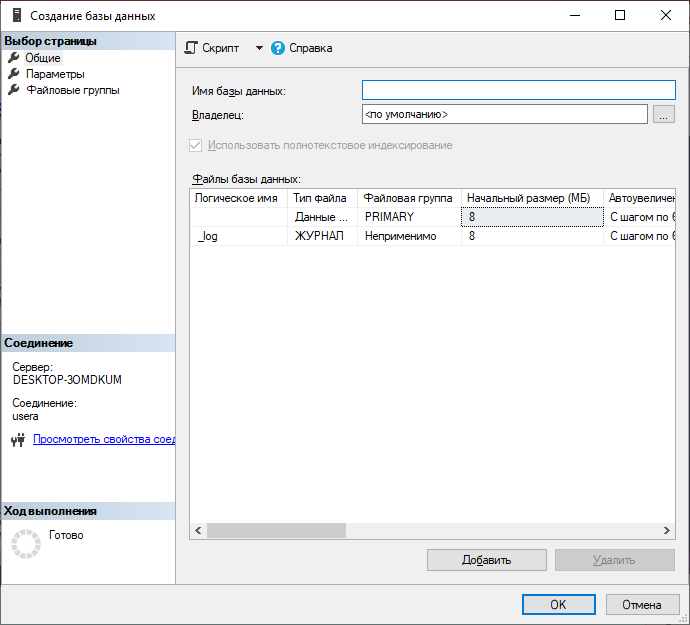 Создание базы данных
Выбор страницы
Общие
Параметры
Файловые группы
Скрипт
Справка
Имя базы данных:
Владелец:
<по умолчанию>
...
Использовать полнотекстовое индексирование
Файлы базы данных:
Логическое имя Тип файла Файловая группа Начальный размер (МБ) Автоувеличен
Данные ... PRIMARY 8 С шагом по 6
_log ЖУРНАЛ Неприменимо 8 С шагом по 6
Соединение
Сервер:
DESKTOP-3OMDKUM
Соединение:
usera
Просмотреть свойства соед
Ход выполнения
Готово
Добавить
Удалить
ОК
Отмена